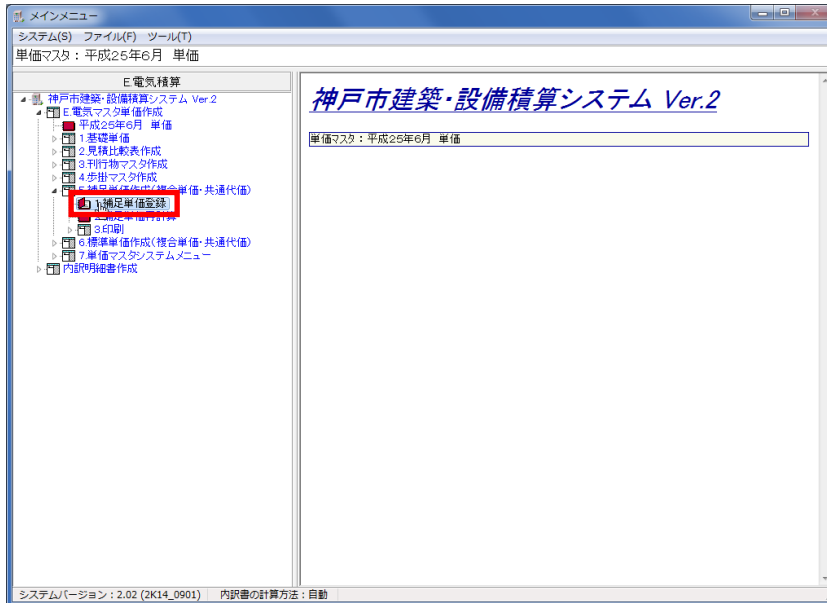 メインメニュー
システム(S) ファイル(F) ツール(T)
単価マスタ：平成25年6月 単価
E.電気積算
神戸市建築・設備積算システム Ver.2
E.電気マスタ単価作成
平成25年6月 単価
1.基礎単価
2.見積比較表作成
3.刊行物マスタ作成
4.歩掛マスタ作成
5.補足単価作成(複合単価・共通代価)
1.補足単価登録
2.補足単価再計算
3.印刷
6.標準単価作成(複合単価・共通代価)
7.単価マスタシステムメニュー
内訳明細書作成
神戸市建築・設備積算システム Ver.2
単価マスタ：平成25年6月 単価
システムバージョン：2.02 (2K14_0901) 内訳書の計算方法：自動